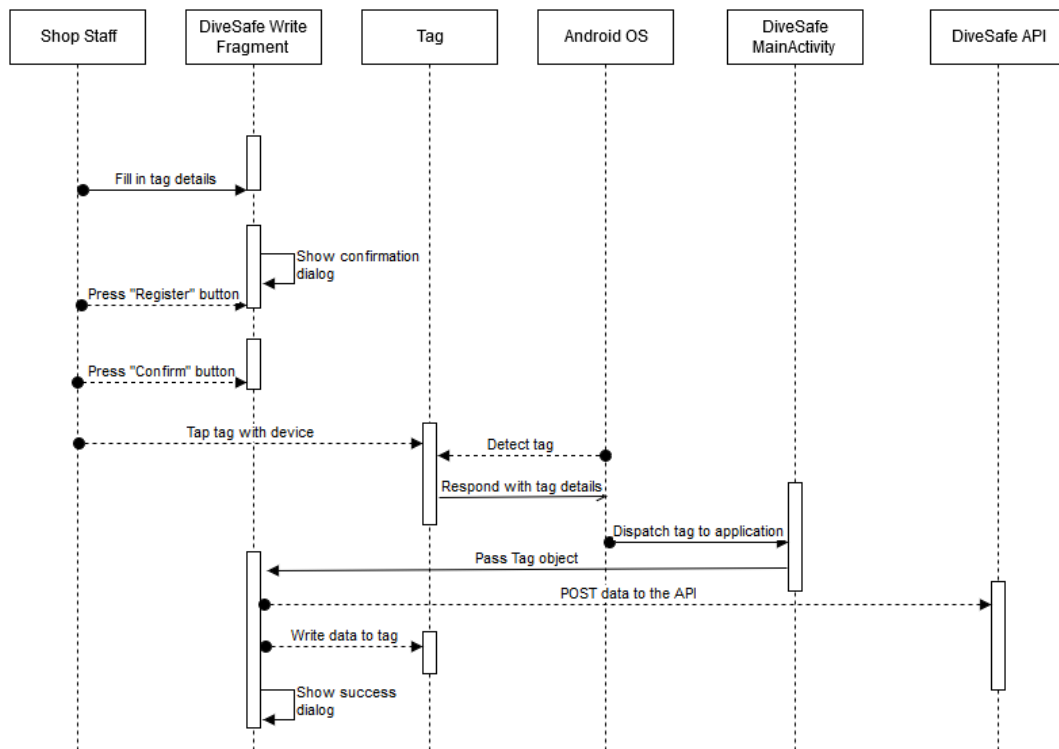 Shop Staff
DiveSafe Write
Fragment
Tag
Android OS
DiveSafe
MainActivity
DiveSafe API
Fill in tag details
Show confirmation
dialog
Press "Register" button
Press "Confirm" button
Tap tag with device
Detect tag
Respond with tag details
Dispatch tag to application
Pass Tag object
POST data to the API
Write data to tag
Show success
dialog